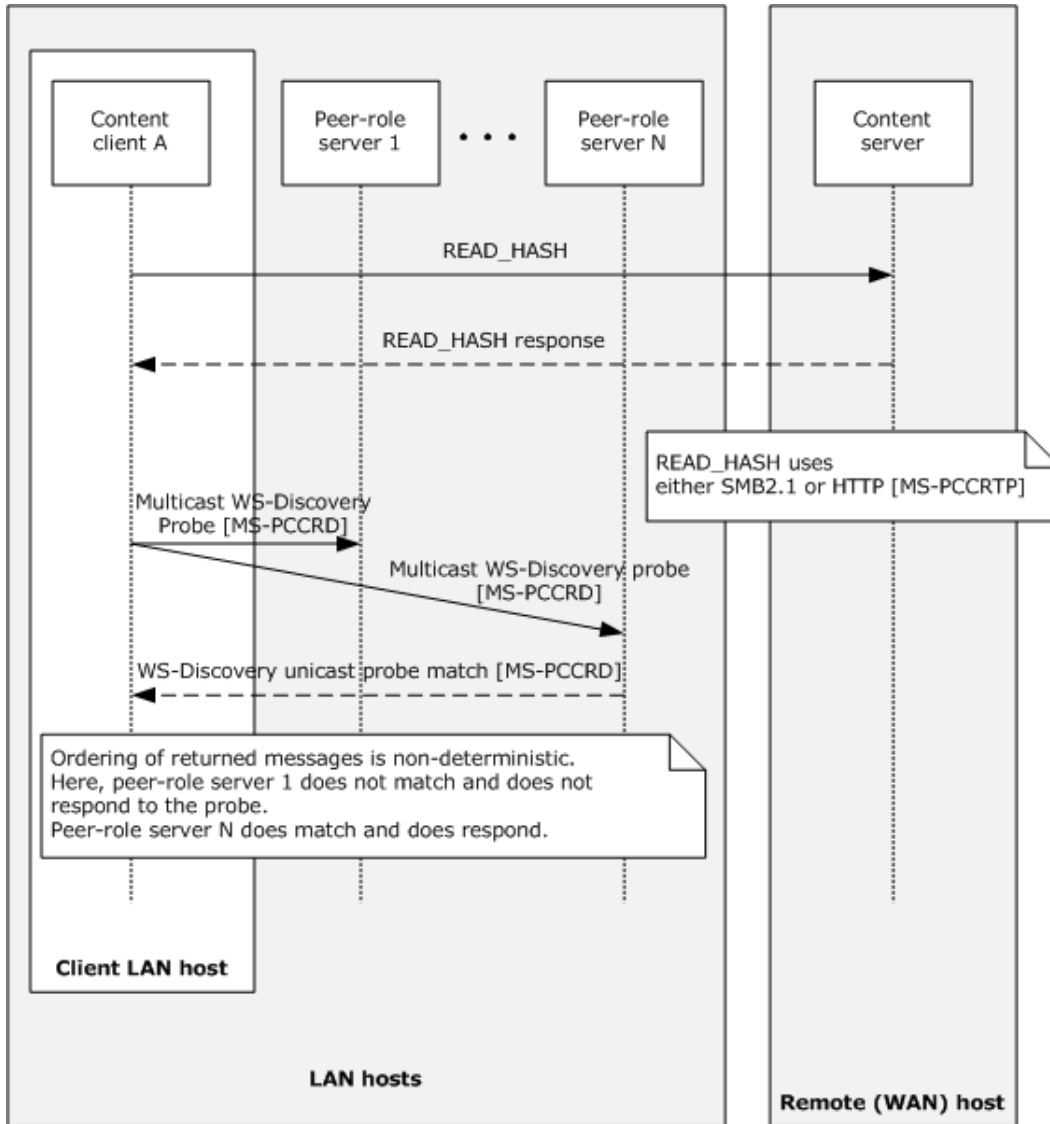 Content
client A
Peer-role
server 1
• • •
Peer-role
server N
Content
server
READ_HASH
READ_HASH response
READ_HASH uses
either SMB2.1 or HTTP [MS-PCCRTP]
Multicast WS-Discovery
Probe [MS-PCCRD]
Multicast WS-Discovery probe
[MS-PCCRD]
WS-Discovery unicast probe match [MS-PCCRD]
Ordering of returned messages is non-deterministic.
Here, peer-role server 1 does not match and does not
respond to the probe.
Peer-role server N does match and does respond.
Client LAN host
LAN hosts
Remote (WAN) host